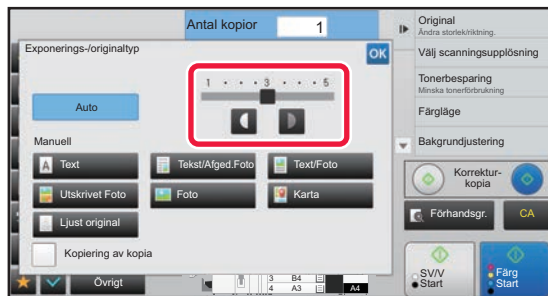 Antal kopior 1
Exponerings-/originaltyp
OK
1 · · · 3 · · · 5
Auto
Manuell
A Text
Tekst/Afged.Foto
Text/Foto
Utskrivet Foto
Foto
Karta
Ljust original
Kopiering av kopia
Övrigt
3 B4
4 A3
A4
Original
Ändra storlek/riktning.
Välj scanningsupplösning
Tonerbesparing
Minska tonerförbrukning
Färgläge
Bakgrundjustering
Korrektur-
kopia
Förhandsgr.
CA
SV/V
Start
Färg
Start